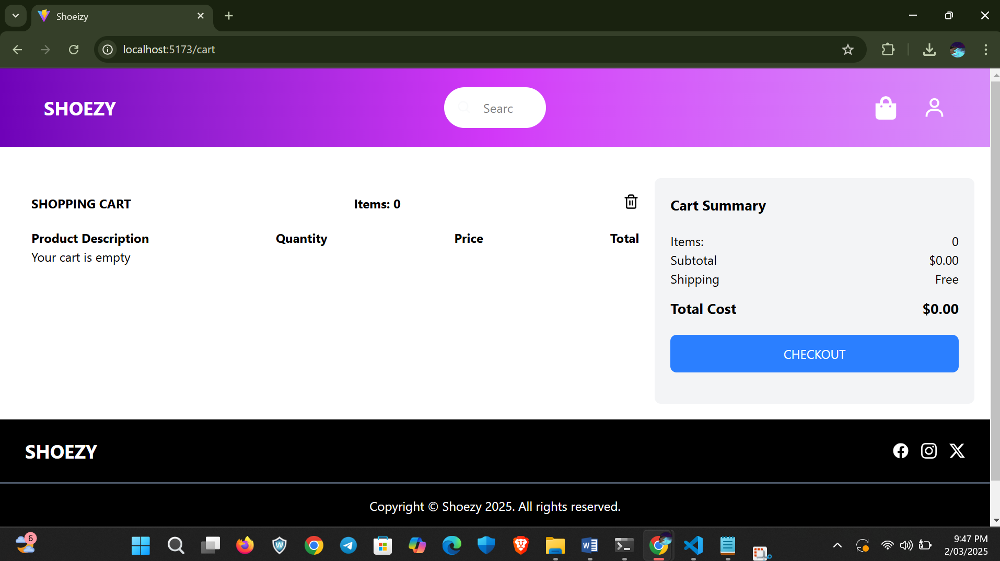 Shoeizy
localhost:5173/cart
SHOEZY
Searc
SHOPPING CART
Items: 0
Product Description
Quantity
Price
Total
Your cart is empty
Cart Summary
Items:
0
Subtotal
$0.00
Shipping
Free
Total Cost
$0.00
CHECKOUT
SHOEZY
Copyright © Shoezy 2025. All rights reserved.
6
W
W
9:47 PM
2/03/2025